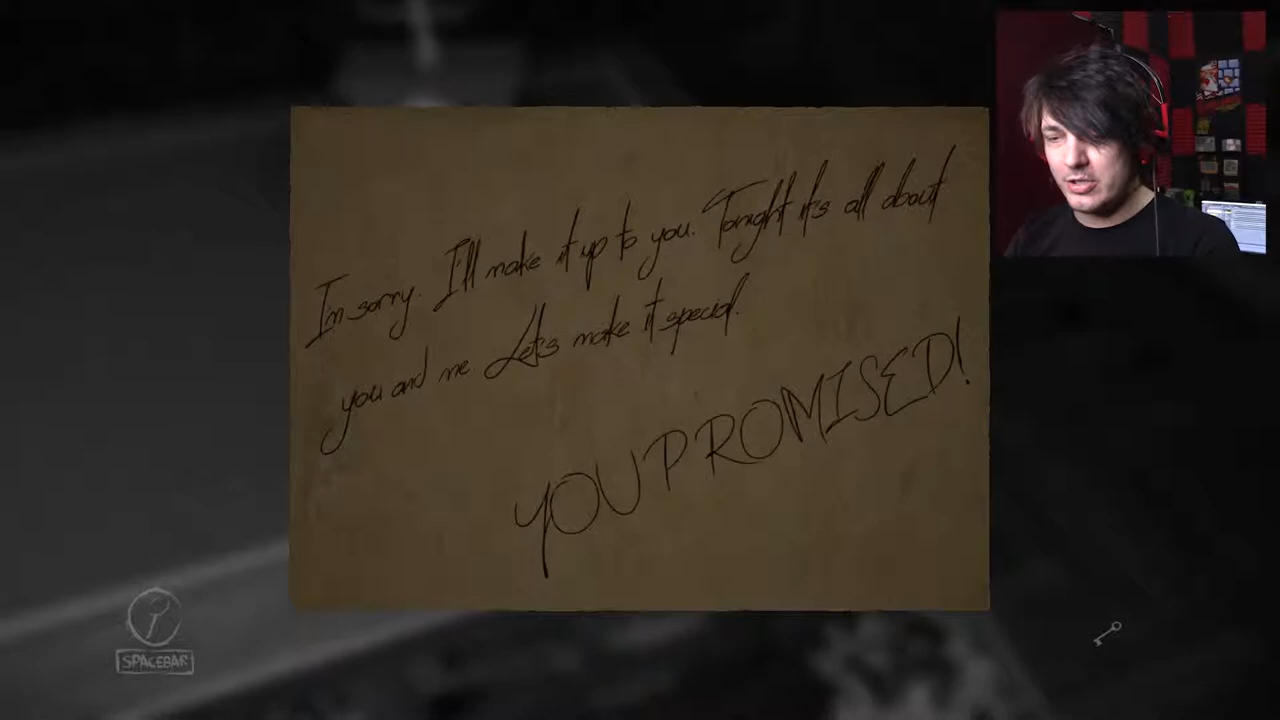 I'm sorry. I'll make it up to you. Tonight it's all about
you and me. Let's make it special.
YOU PROMISED!
SPACEBAR